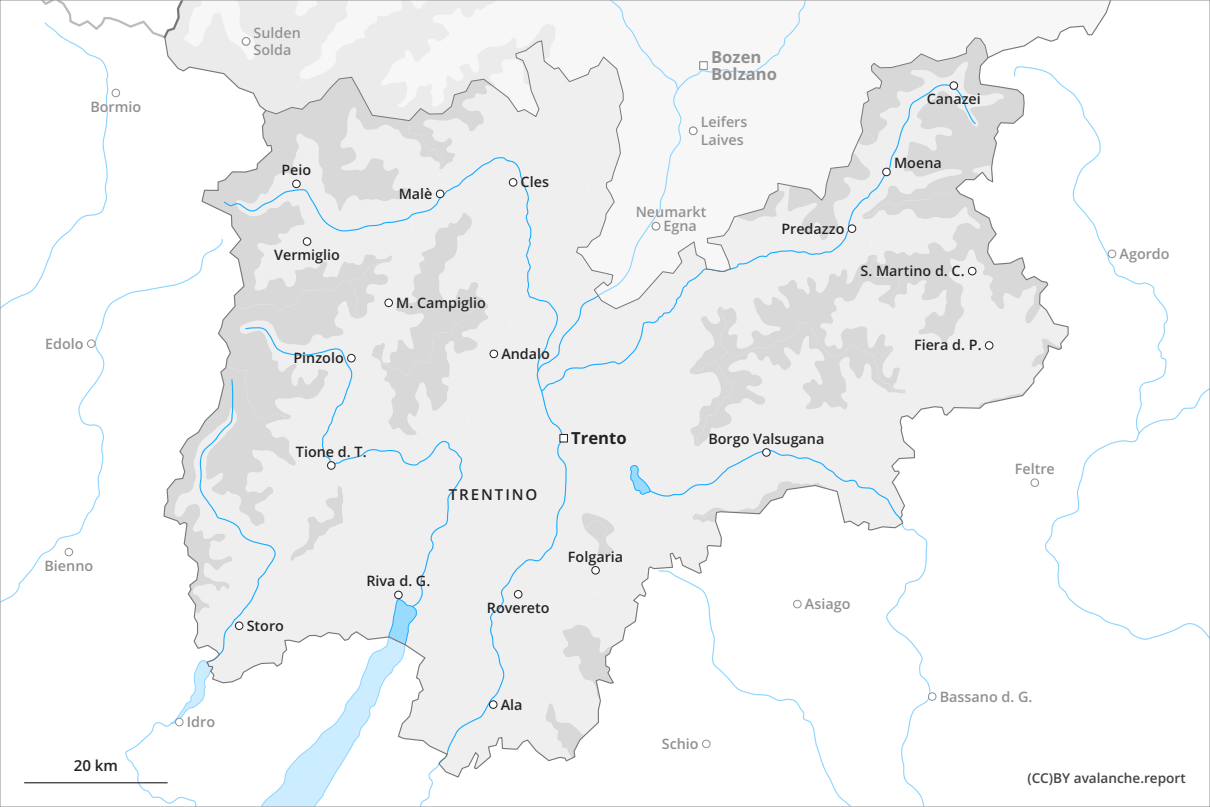 Sulden
Solda
Bozen
Bolzano
Bormio
Canazei
Leifers
Laives
Moena
Peio
Malè
Cles
Neumarkt
Egna
Predazzo
Vermiglio
Agordo
S. Martino d. C.
M. Campiglio
Edolo
Pinzolo
Andalo
Fiera d. P.
Trento
Borgo Valsugana
Tione d. T.
Feltre
TRENTINO
Bienno
Folgaria
Riva d. G.
Rovereto
Asiago
Storo
Bassano d. G.
Ala
Idro
Schio
20 km
(CC)BY avalanche.report